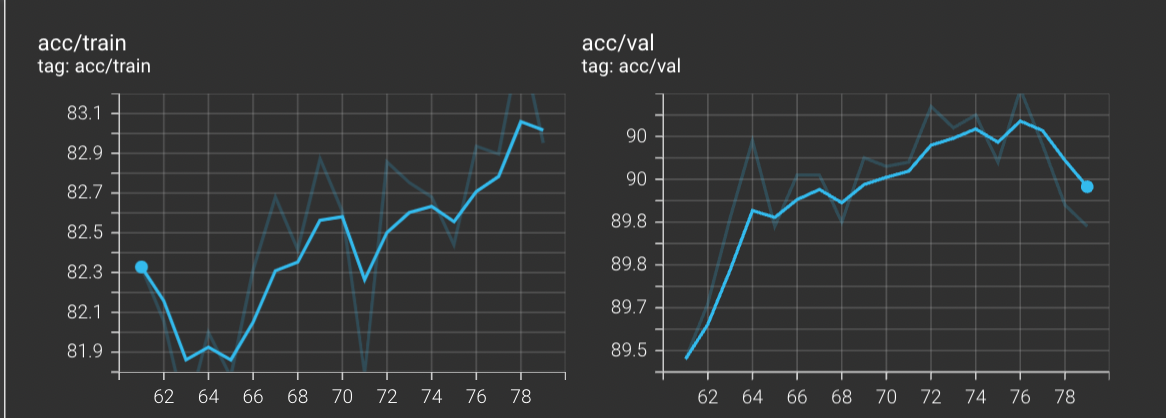 acc/train
tag: acc/train
83.1
82.9
82.7
82.5
82.3
82.1
81.9
62 64 66 68 70 72 74 76 78
acc/val
tag: acc/val
90
90
89.8
89.8
89.7
89.5
62 64 66 68 70 72 74 76 78